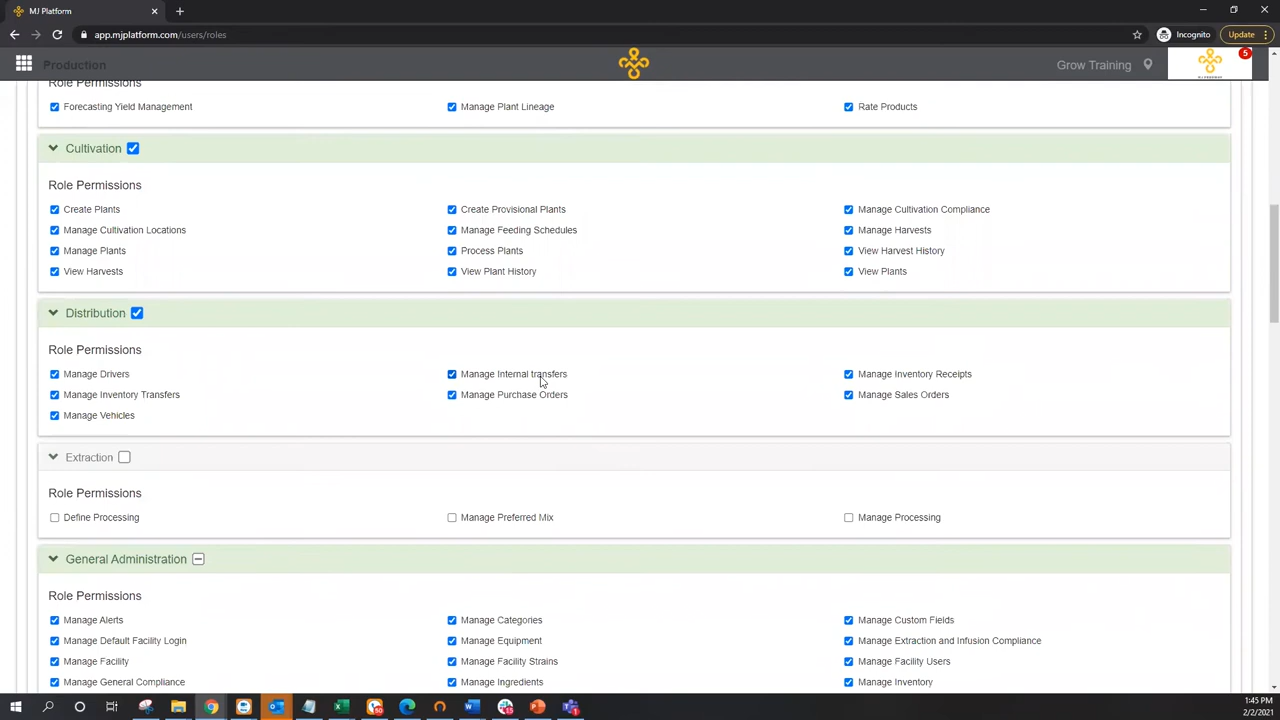 MJ Platform
app.mjplatform.com/users/roles
Incognito
Update
Production
Grow Training
5
Role Permissions
Forecasting Yield Management
Manage Plant Lineage
Rate Products
Cultivation
Role Permissions
Create Plants
Create Provisional Plants
Manage Cultivation Compliance
Manage Cultivation Locations
Manage Feeding Schedules
Manage Harvests
Manage Plants
Process Plants
View Harvest History
View Harvests
View Plant History
View Plants
Distribution
Role Permissions
Manage Drivers
Manage Internal transfers
Manage Inventory Receipts
Manage Inventory Transfers
Manage Purchase Orders
Manage Sales Orders
Manage Vehicles
Extraction
Role Permissions
Define Processing
Manage Preferred Mix
Manage Processing
General Administration
Role Permissions
Manage Alerts
Manage Categories
Manage Custom Fields
Manage Default Facility Login
Manage Equipment
Manage Extraction and Infusion Compliance
Manage Facility
Manage Facility Strains
Manage Facility Users
Manage General Compliance
Manage Ingredients
Manage Inventory
1:45 PM
2/2/2021